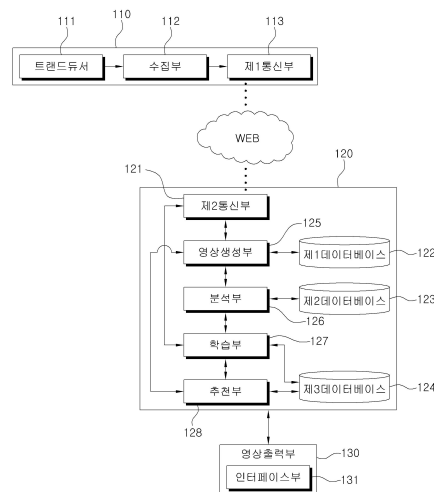 110
111
112
113
트랜드듀서
수집부
제1통신부
WEB
120
121
제2통신부
125
영상생성부
제1데이터베이스
122
분석부
제2데이터베이스
123
126
학습부
127
추천부
제3데이터베이스
124
128
영상출력부
130
인터페이스부
131